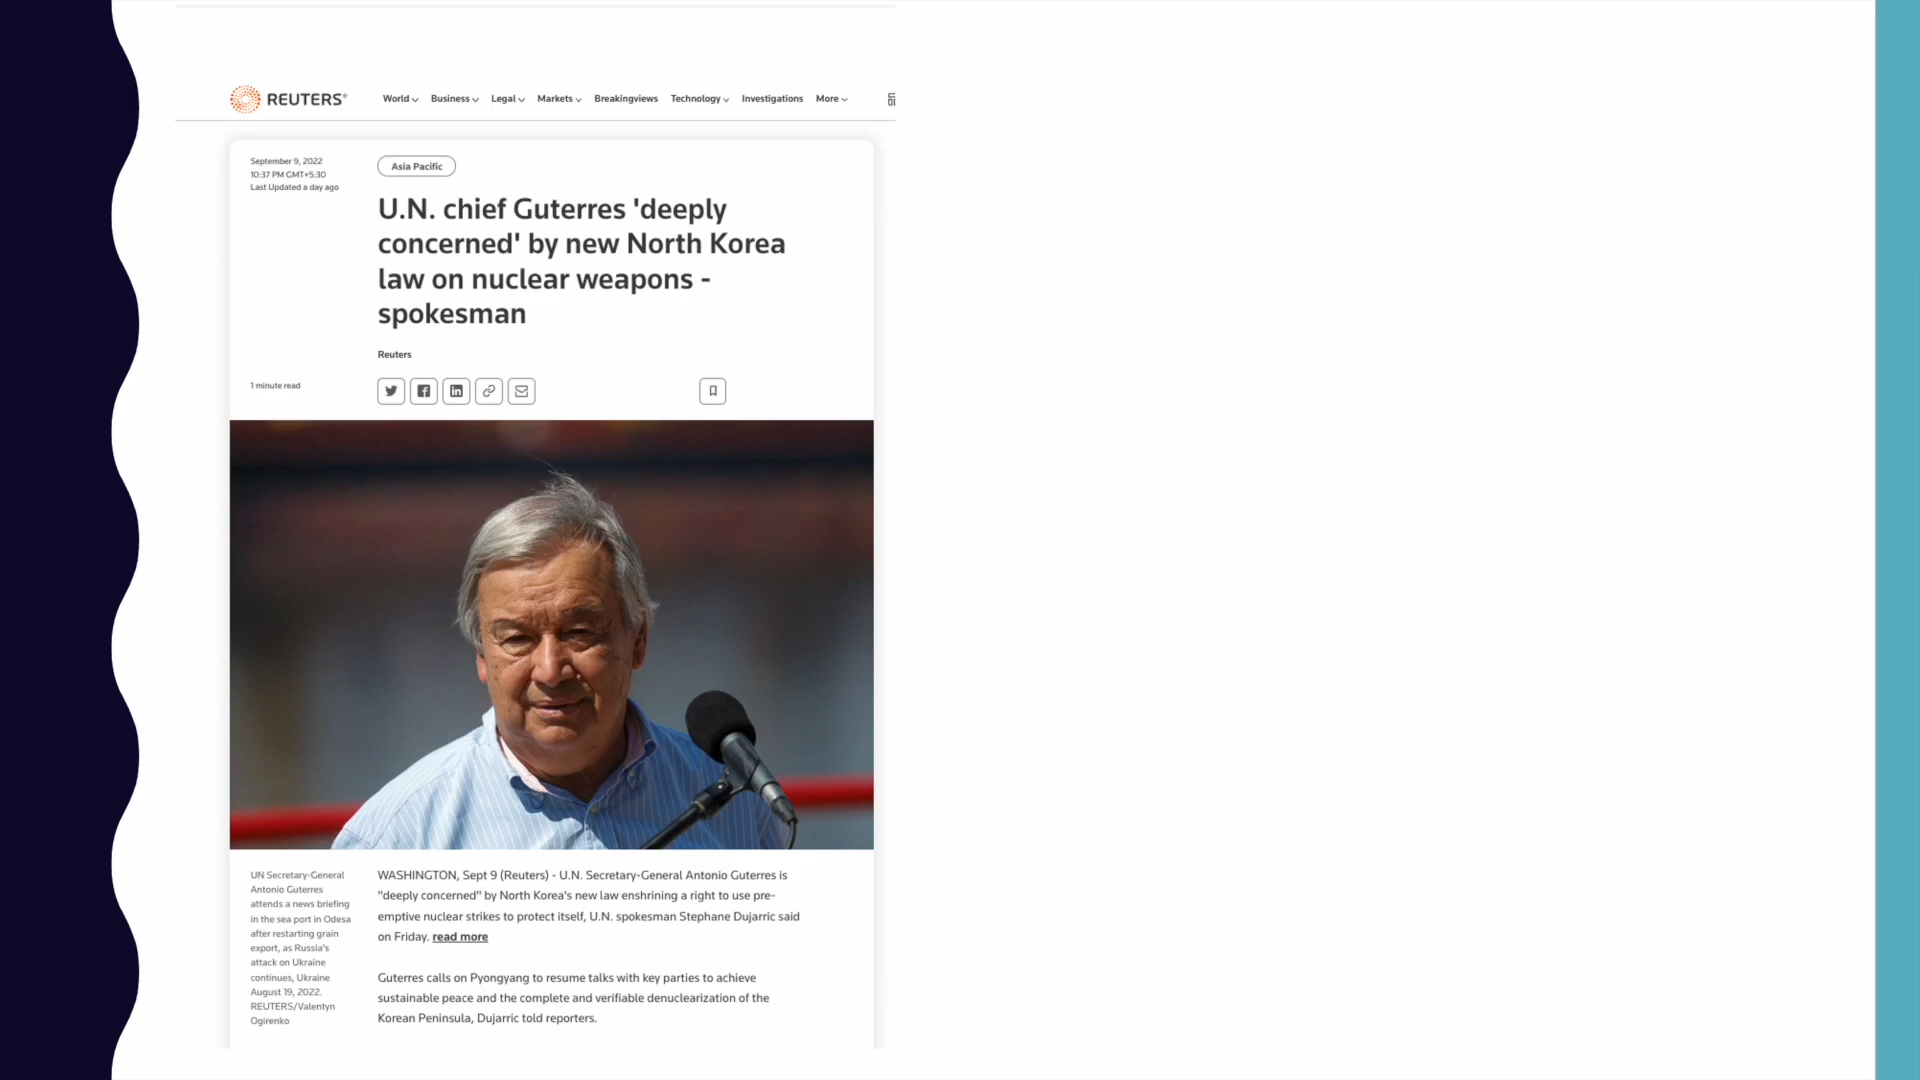 REUTERS®
World Business Legal Markets Breakingviews Technology Investigations More
September 9, 2022
10:37 PM GMT+5:30
Last Updated a day ago
Asia Pacific
U.N. chief Guterres 'deeply
concerned' by new North Korea
law on nuclear weapons -
spokesman
Reuters
1 minute read
UN Secretary-General
Antonio Guterres
attends a news briefing
in the sea port in Odesa
after restarting grain
export, as Russia's
attack on Ukraine
continues, Ukraine
August 19, 2022.
REUTERS/Valentyn
Ogirenko
WASHINGTON, Sept 9 (Reuters) - U.N. Secretary-General Antonio Guterres is
"deeply concerned" by North Korea's new law enshrining a right to use pre-
emptive nuclear strikes to protect itself, U.N. spokesman Stephane Dujarric said
on Friday. read more
Guterres calls on Pyongyang to resume talks with key parties to achieve
sustainable peace and the complete and verifiable denuclearization of the
Korean Peninsula, Dujarric told reporters.